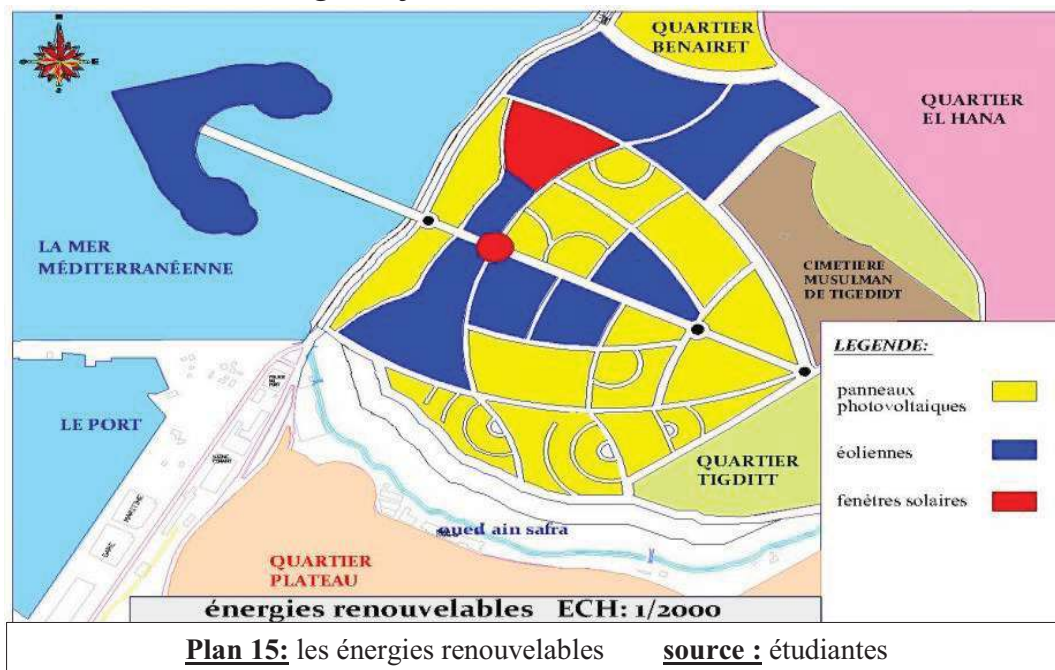 QUARTIER
BENAIRET
QUARTIER
EL HANA
LA MER
MÉDITERRANÉENNE
CIMETIERE
MUSULMAN
DE TIGEDIDT
LEGENDE:
panneaux
photovoltaiques
éoliennes
fenêtres solaires
LE PORT
QUARTIER
TIGDITT
MARITIME
GARE
oued ain safra
QUARTIER
PLATEAU
énergies renouvelables ECH: 1/2000
Plan 15: les énergies renouvelables source : étudiantes